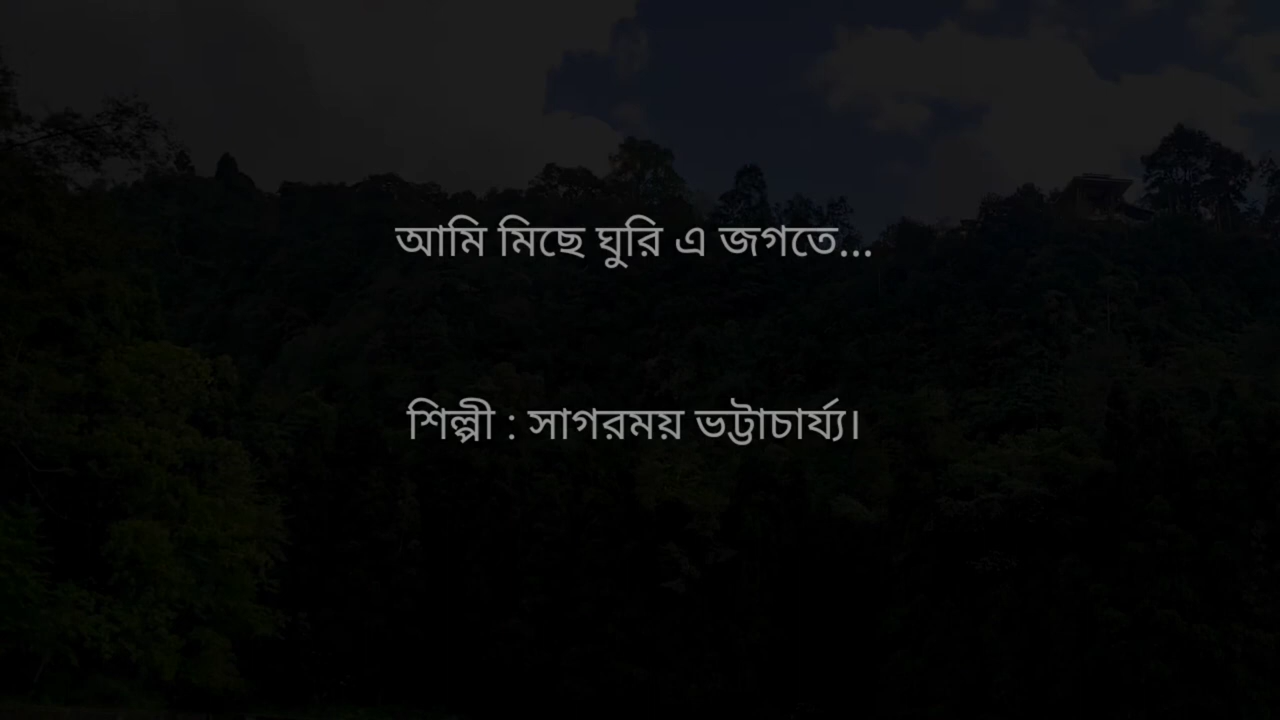 আমি মিছে ঘুরি এ জগতে...
শিল্পী : সাগরময় ভট্টাচার্য্য।